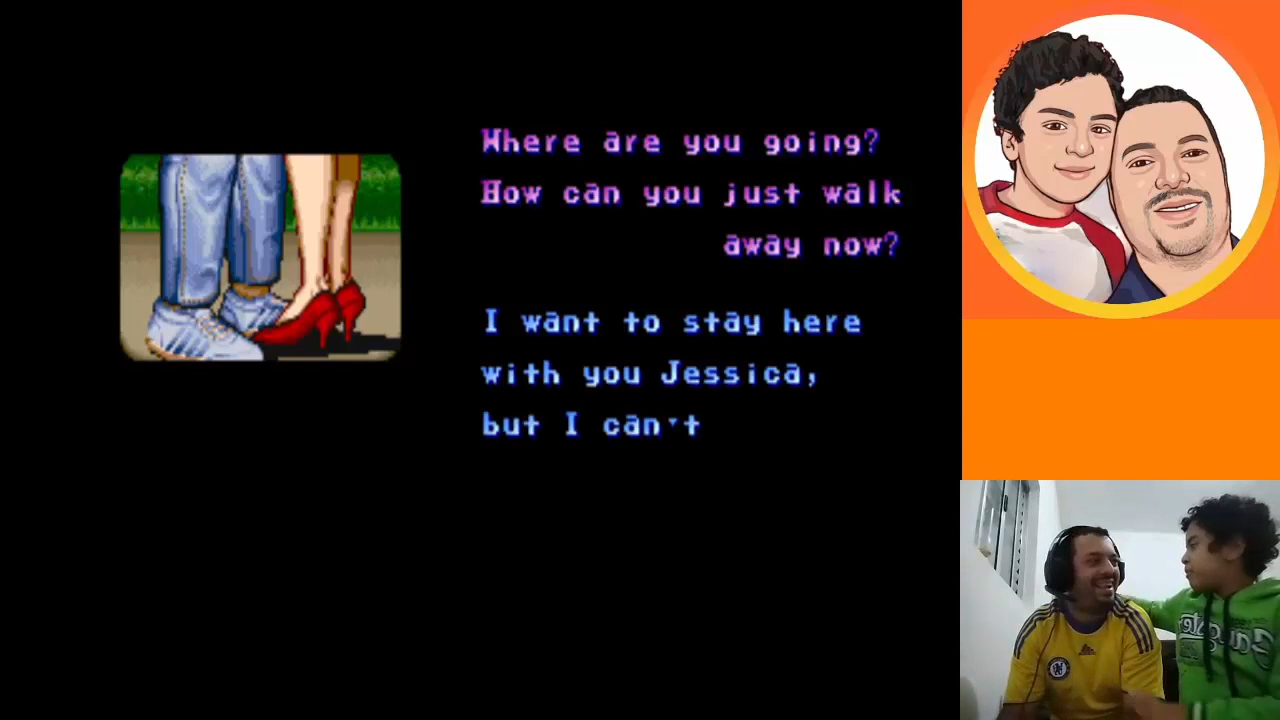 Where are you going?
How can you just walk
away now?
I want to stay here
with you Jessica,
but I can't